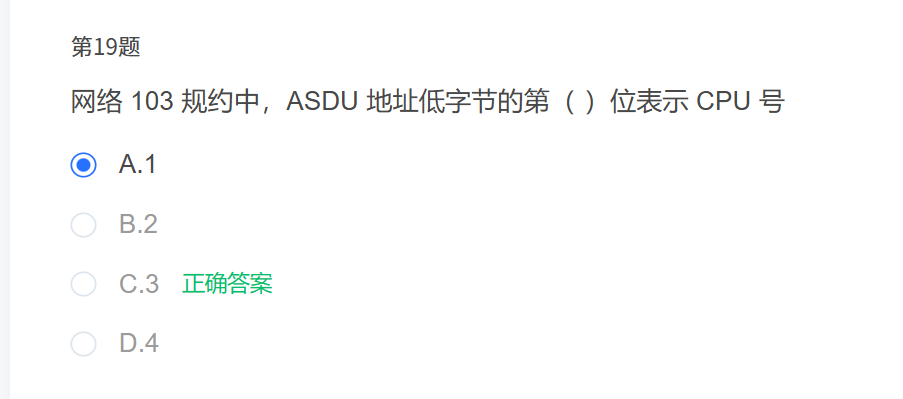 第19题
网络 103 规约中，ASDU 地址低字节的第（ ）位表示 CPU 号
A.1
B.2
C.3 正确答案
D.4